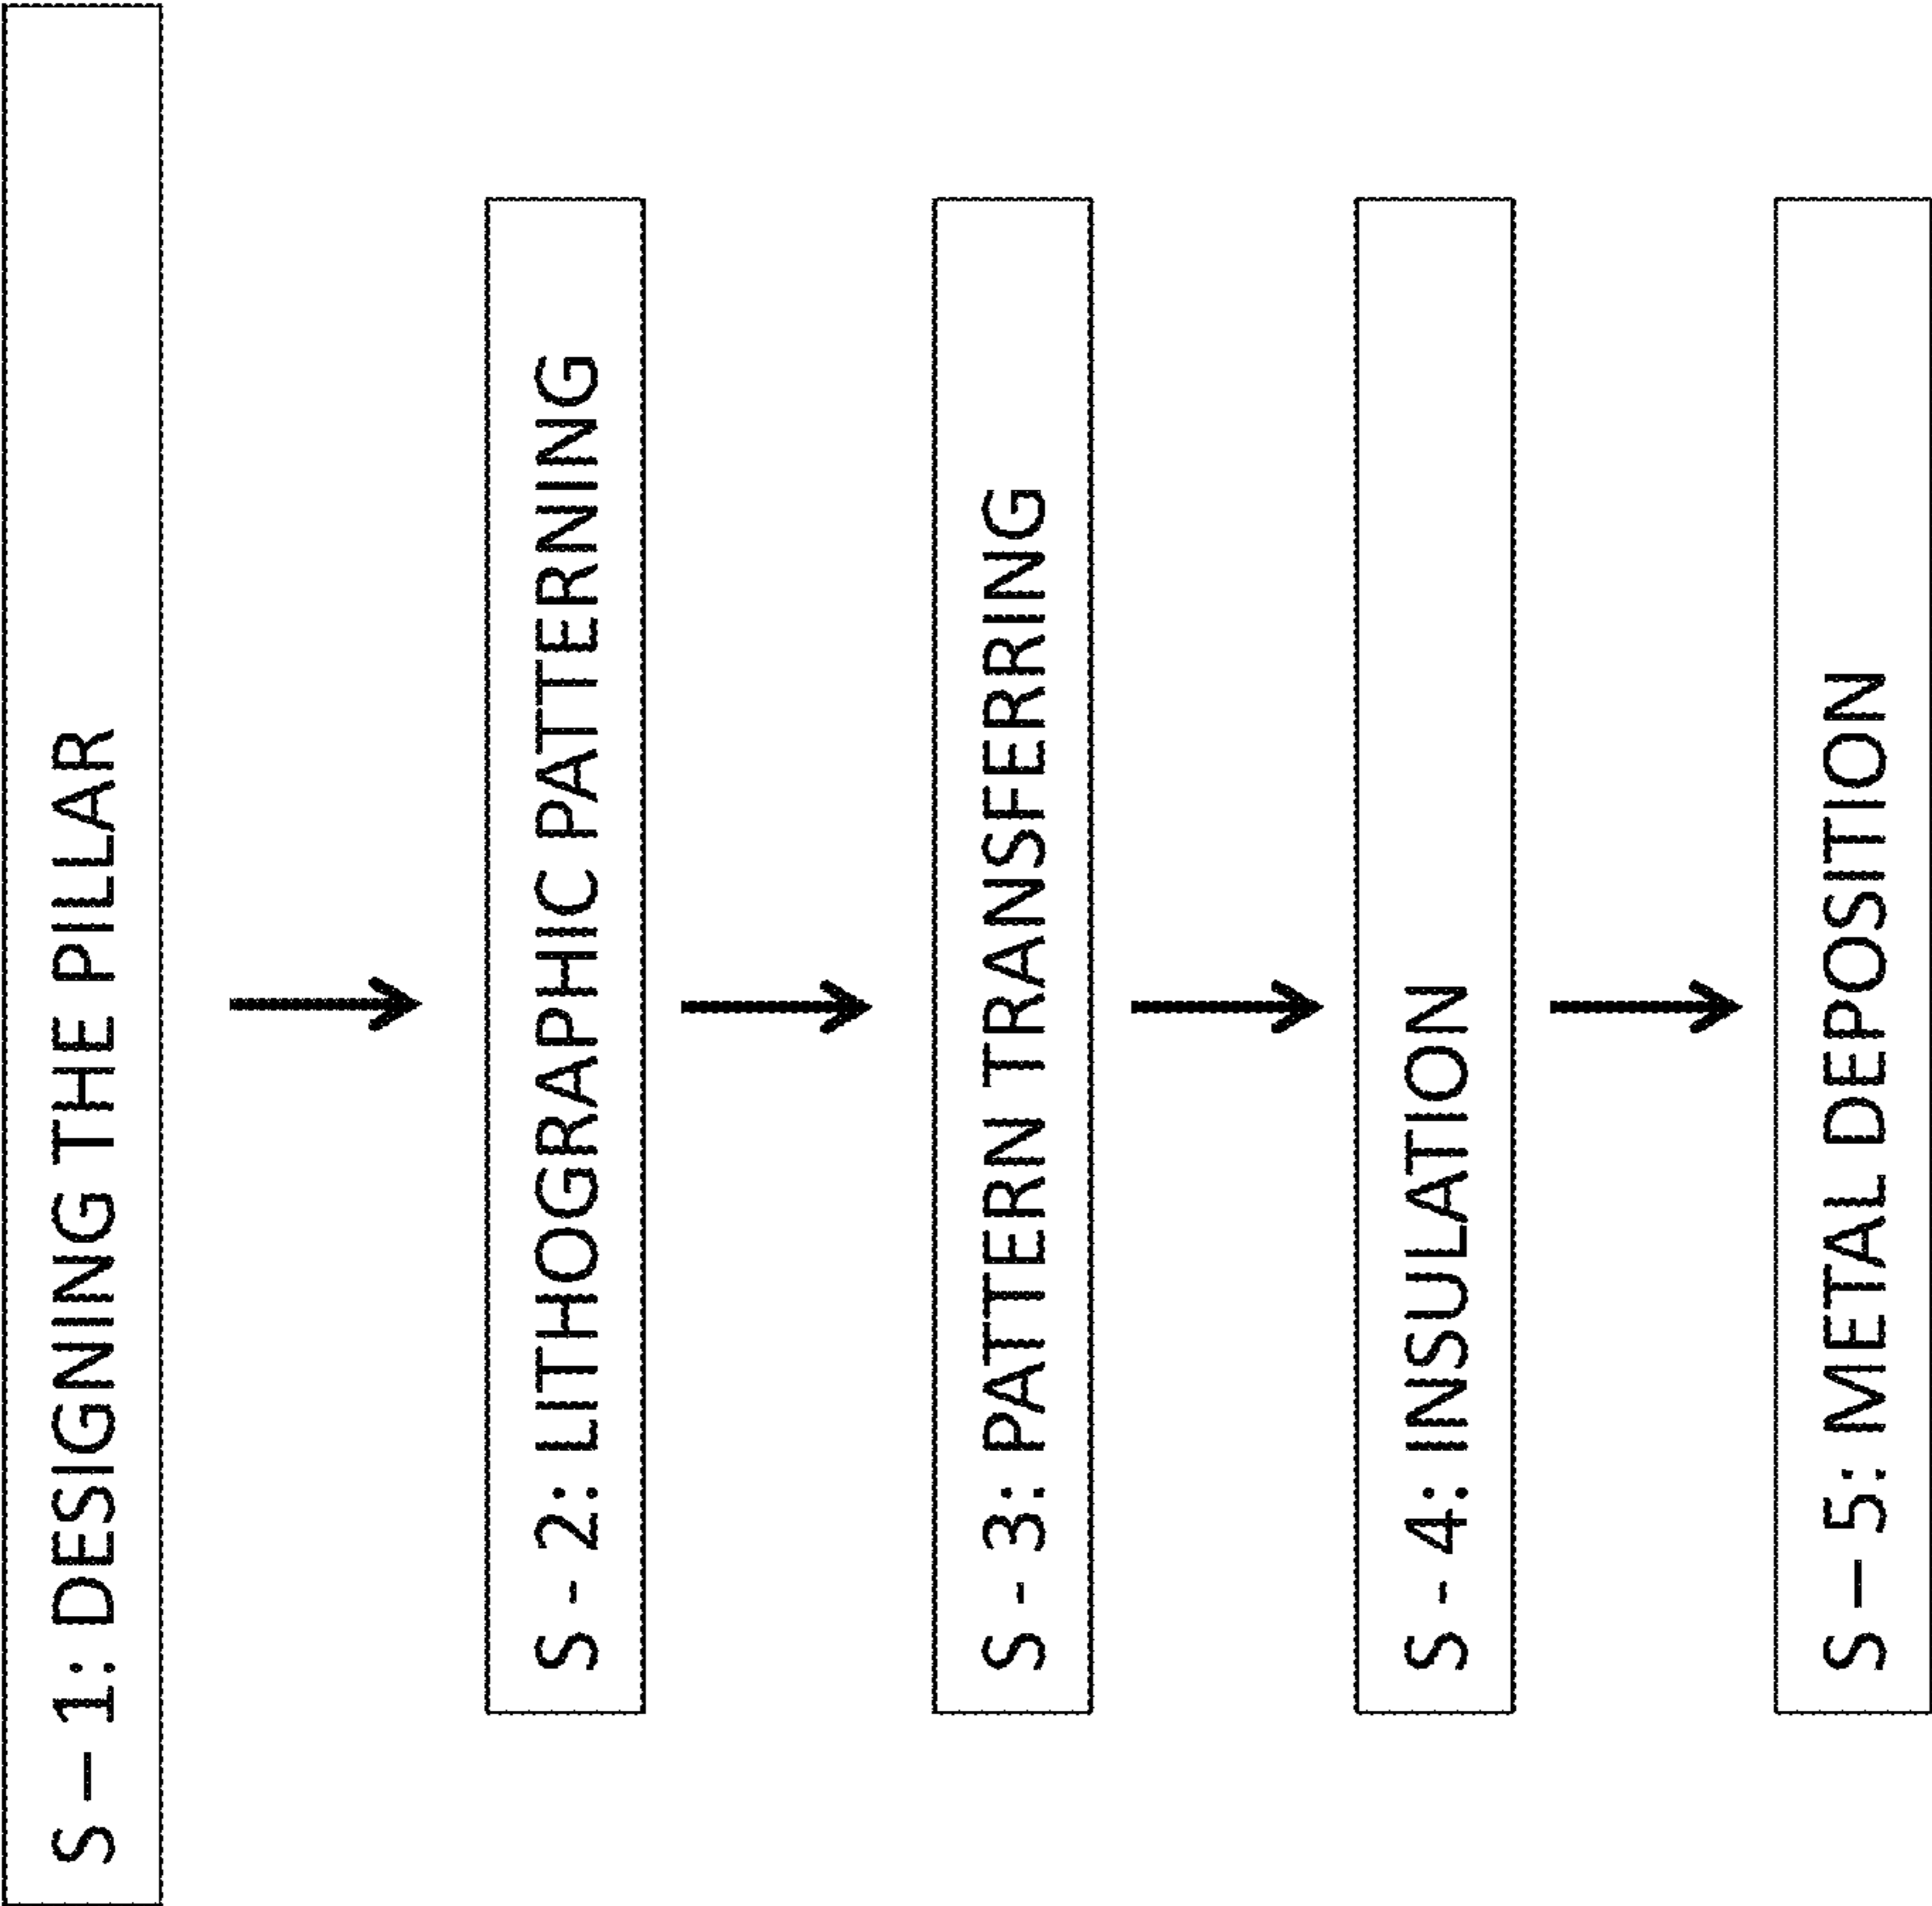 S – 1: DESIGNING THE PILLAR
S - 2: LITHOGRAPHIC PATTERNING
S - 3: PATTERN TRANSFERRING
S - 4: INSULATION
S – 5: METAL DEPOSITION